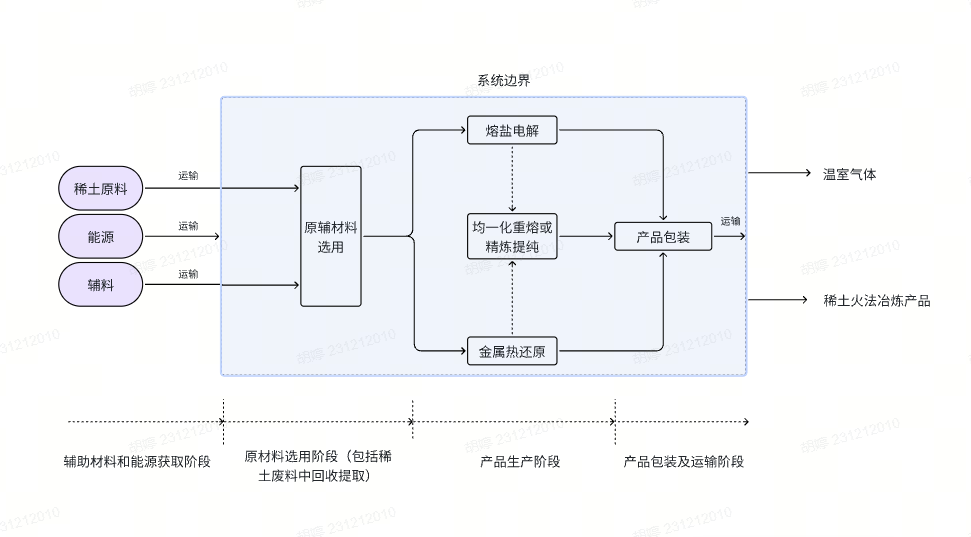 系统边界
熔盐电解
运输
稀土原料
温室气体
原辅材料
选用
运输
能源
均一化重熔或
精炼提纯
产品包装
运输
运输
辅料
稀土火法冶炼产品
金属热还原
辅助材料和能源获取阶段
原材料选用阶段（包括稀
土废料中回收提取）
产品生产阶段
产品包装及运输阶段
胡婷 231212010